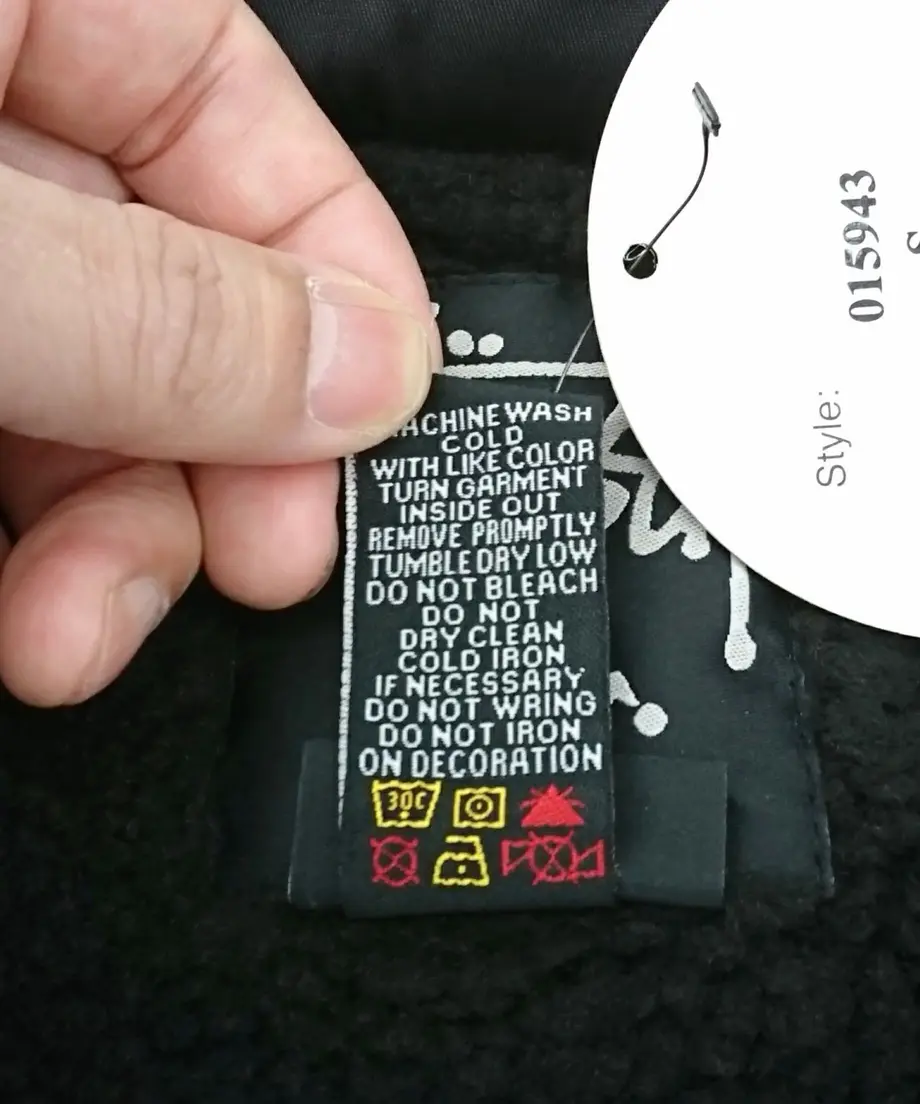 MACHINE WASH
COLD
WITH LIKE COLOR
TURN GARMENT
INSIDE OUT
REMOVE PROMPTLY
TUMBLE DRY LOW
DO NOT BLEACH
DO NOT
DRY CLEAN
COLD IRON
IF NECESSARY
DO NOT WRING
DO NOT IRON
ON DECORATION
30C
Style: 015943